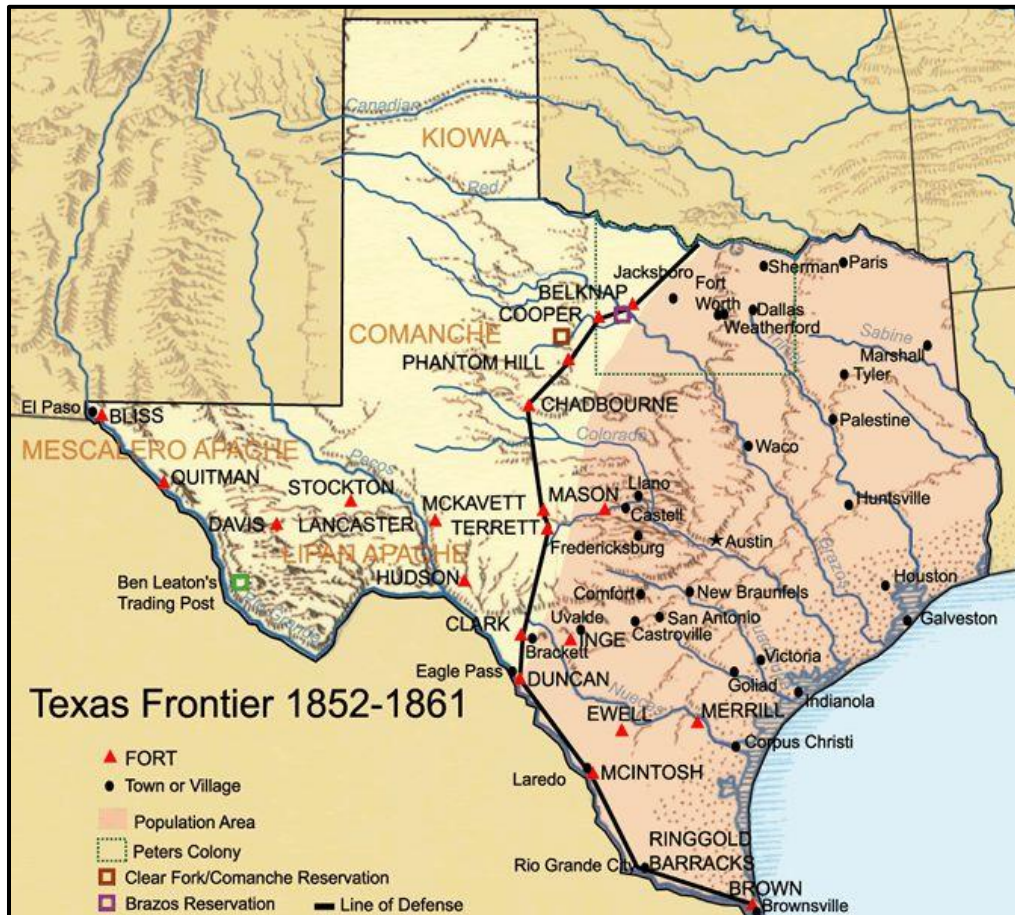 Canadian
KIOWA
Red
Jacksboro
Fort
Worth
Sherman
Paris
BELKNAP
COOPER
Dallas
Weatherford
Trinity
Sabine
COMANCHE
PHANTOM HILL
Marshall
Tyler
El Paso
BLISS
CHADBOURNE
Colorado
Palestine
MESCALERO APACHE
Pecos
Waco
QUITMAN
STOCKTON
MCKAVETT
MASON
Llano
Castell
Huntsville
DAVIS
LANCASTER
TERRETT
Fredericksburg
Austin
Brazos
LIPAN APACHE
HUDSON
Ben Leaton's
Trading Post
Rio Grande
Comfort
New Braunfels
Houston
Galveston
CLARK
Uvalde
INGE
San Antonio
Castroville
Brackett
Victoria
Eagle Pass
DUNCAN
Goliad
Indianola
Nueces
EWELL
MERRILL
Corpus Christi
Laredo
MCINTOSH
RINGGOLD
BARRACKS
Rio Grande City
BROWN
Brownsville
Texas Frontier 1852-1861
FORT
Town or Village
Population Area
Peters Colony
Clear Fork/Comanche Reservation
Brazos Reservation
Line of Defense